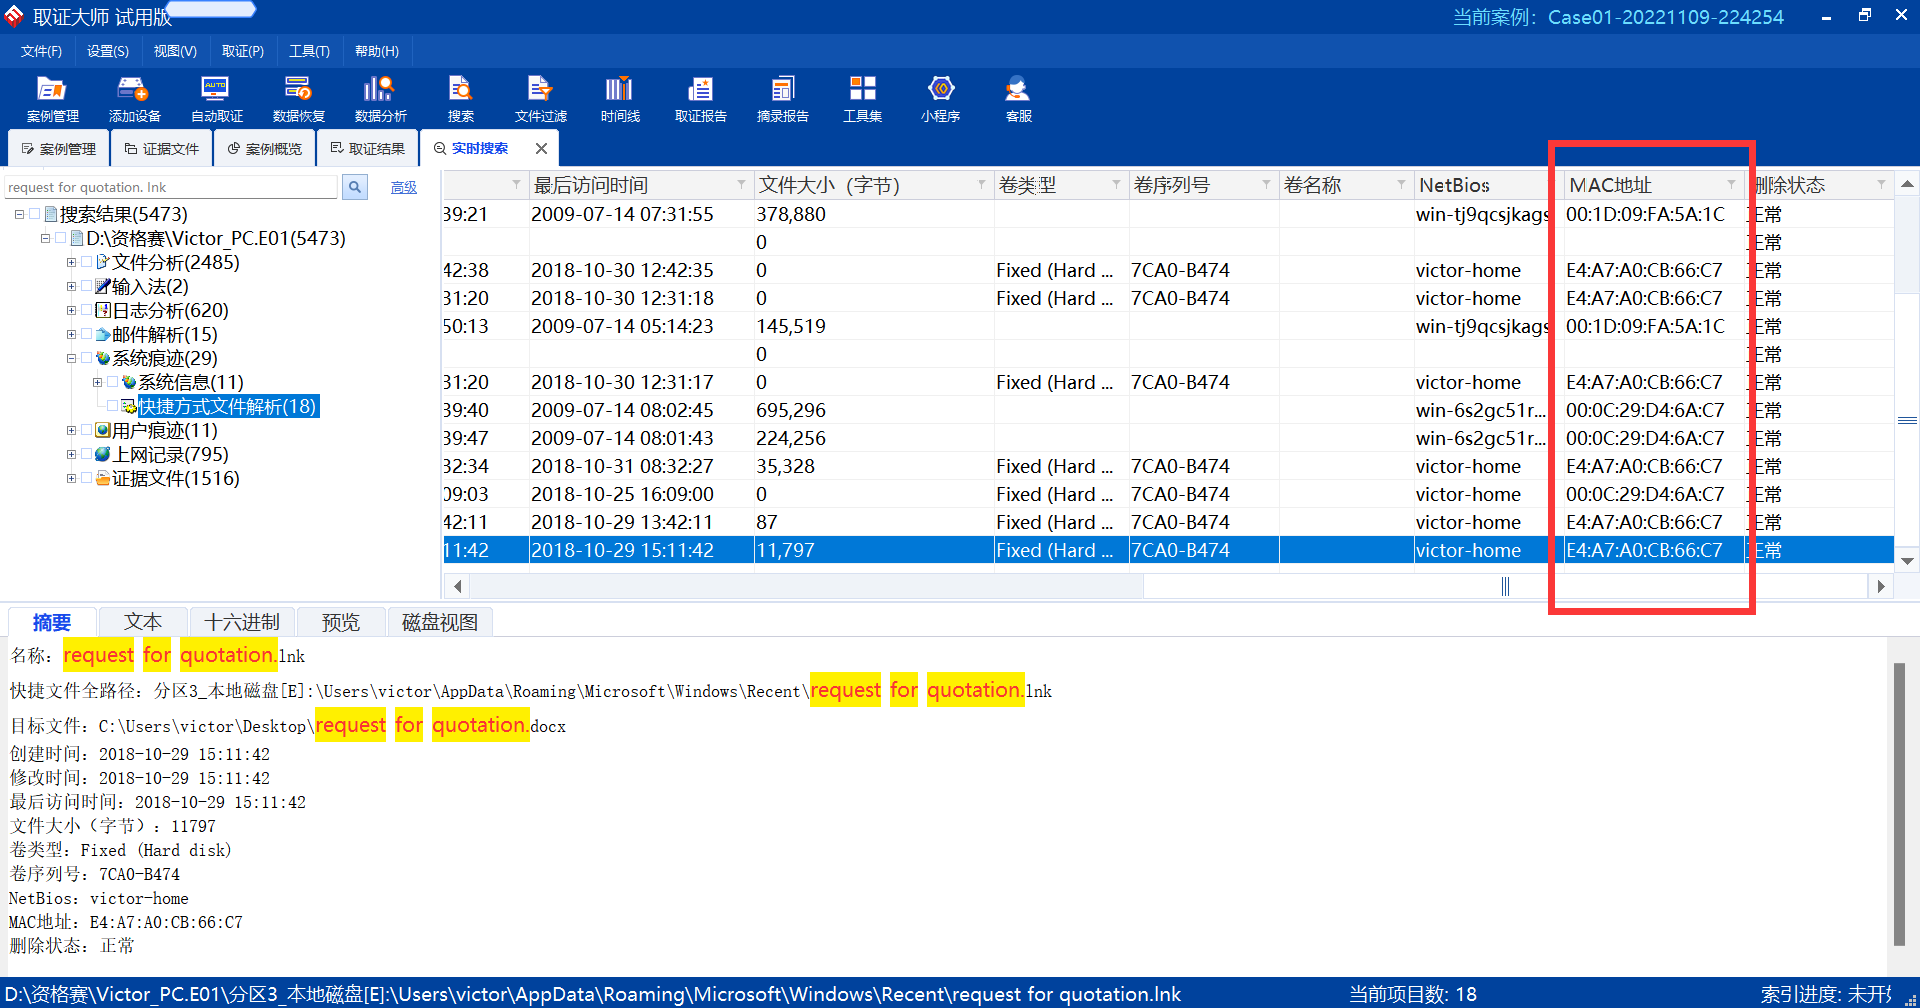 取证大师 试用版
当前案例：Case01-20221109-224254
文件(F) 设置(S) 视图(V) 取证(P) 工具(T) 帮助(H)
案例管理 添加设备 自动取证 数据恢复 数据分析 搜索 文件过滤 时间线 取证报告 摘录报告 工具集 小程序 客服
案例管理 证据文件 案例概览 取证结果 实时搜索
request for quotation. lnk 高级
搜索结果(5473)
D:\资格赛\Victor_PC.E01(5473)
文件分析(2485)
输入法(2)
日志分析(620)
邮件解析(15)
系统痕迹(29)
系统信息(11)
快捷方式文件解析(18)
用户痕迹(11)
上网记录(795)
证据文件(1516)
最后访问时间 文件大小（字节） 卷类型 卷序列号 卷名称 NetBios MAC地址 删除状态
39:21 2009-07-14 07:31:55 378,880 win-tj9qcsjkags 00:1D:09:FA:5A:1C 正常
0 正常
42:38 2018-10-30 12:42:35 0 Fixed (Hard ... 7CA0-B474 victor-home E4:A7:A0:CB:66:C7 正常
31:20 2018-10-30 12:31:18 0 Fixed (Hard ... 7CA0-B474 victor-home E4:A7:A0:CB:66:C7 正常
50:13 2009-07-14 05:14:23 145,519 win-tj9qcsjkags 00:1D:09:FA:5A:1C 正常
0 正常
31:20 2018-10-30 12:31:17 0 Fixed (Hard ... 7CA0-B474 victor-home E4:A7:A0:CB:66:C7 正常
39:40 2009-07-14 08:02:45 695,296 win-6s2gc51r... 00:0C:29:D4:6A:C7 正常
39:47 2009-07-14 08:01:43 224,256 win-6s2gc51r... 00:0C:29:D4:6A:C7 正常
32:34 2018-10-31 08:32:27 35,328 Fixed (Hard ... 7CA0-B474 victor-home E4:A7:A0:CB:66:C7 正常
09:03 2018-10-25 16:09:00 0 Fixed (Hard ... 7CA0-B474 victor-home 00:0C:29:D4:6A:C7 正常
42:11 2018-10-29 13:42:11 87 Fixed (Hard ... 7CA0-B474 victor-home E4:A7:A0:CB:66:C7 正常
11:42 2018-10-29 15:11:42 11,797 Fixed (Hard ... 7CA0-B474 victor-home E4:A7:A0:CB:66:C7 正常
摘要 文本 十六进制 预览 磁盘视图
名称：request for quotation.lnk
快捷文件全路径：分区3_本地磁盘[E]:\Users\victor\AppData\Roaming\Microsoft\Windows\Recent\request for quotation.lnk
目标文件：C:\Users\victor\Desktop\request for quotation.docx
创建时间：2018-10-29 15:11:42
修改时间：2018-10-29 15:11:42
最后访问时间：2018-10-29 15:11:42
文件大小（字节）：11797
卷类型：Fixed (Hard disk)
卷序列号：7CA0-B474
NetBios：victor-home
MAC地址：E4:A7:A0:CB:66:C7
删除状态：正常
D:\资格赛\Victor_PC.E01\分区3_本地磁盘[E]:\Users\victor\AppData\Roaming\Microsoft\Windows\Recent\request for quotation.lnk 当前项目数: 18 索引进度: 未开